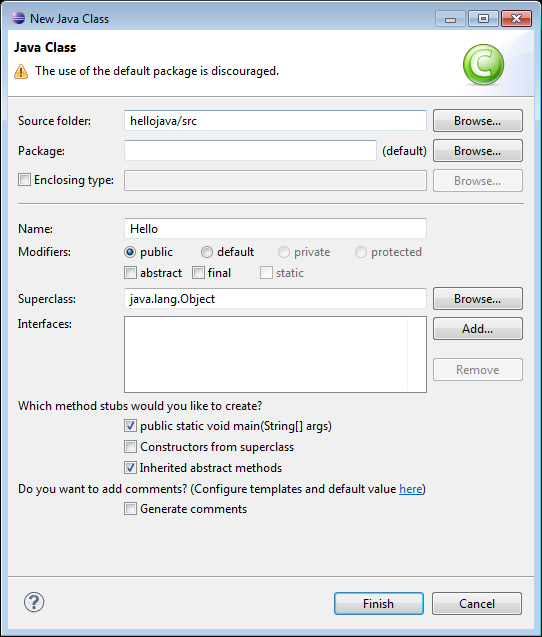 New Java Class
Java Class
The use of the default package is discouraged.
Source folder: hellojava/src Browse...
Package: (default) Browse...
Enclosing type: Browse...
Name: Hello
Modifiers: public default private protected
abstract final static
Superclass: java.lang.Object Browse...
Interfaces: Add...
Remove
Which method stubs would you like to create?
public static void main(String[] args)
Constructors from superclass
Inherited abstract methods
Do you want to add comments? (Configure templates and default value here)
Generate comments
? Finish Cancel